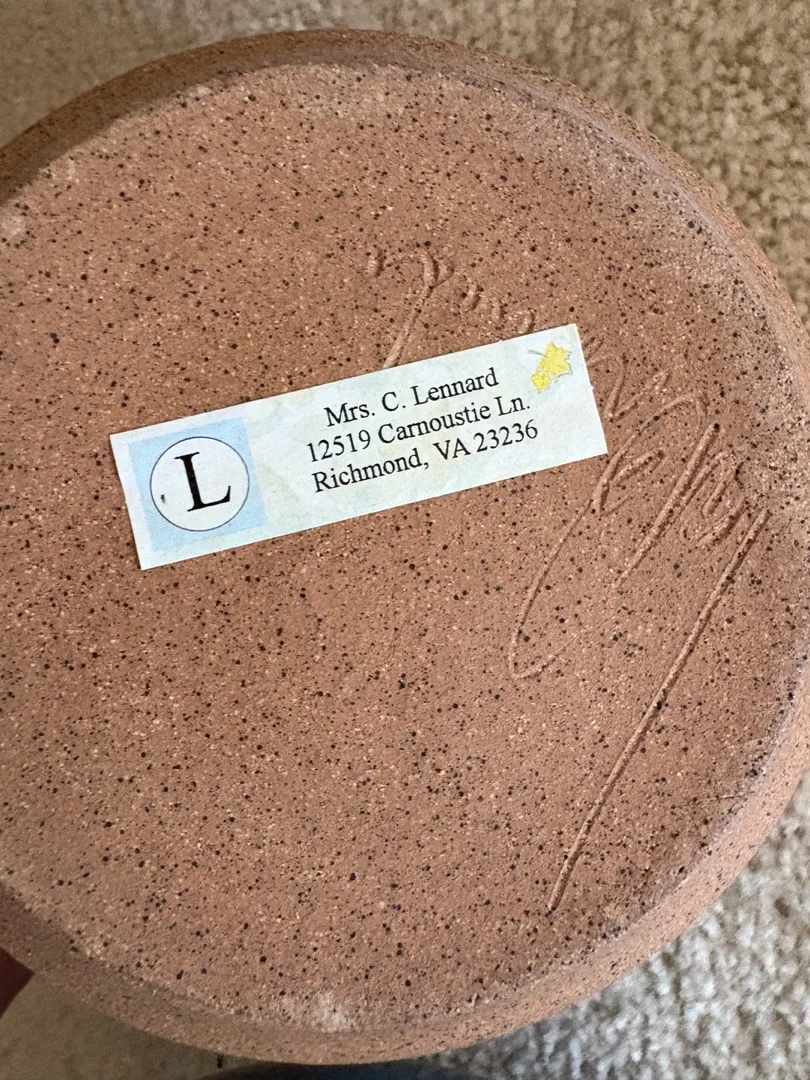 L
Mrs. C. Lennard
12519 Carnoustie Ln.
Richmond, VA 23236